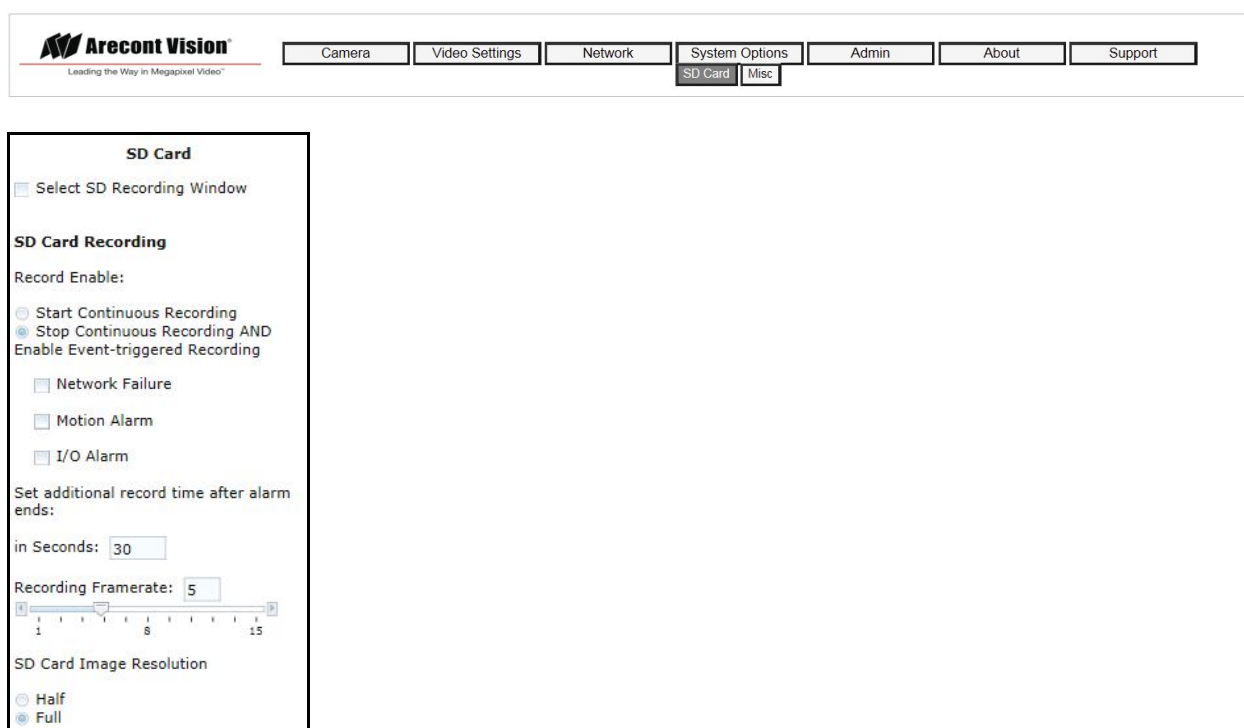 Arecont Vision®
Leading the Way in Megapixel Video™
Camera Video Settings Network System Options Admin About Support
SD Card Misc
SD Card
Select SD Recording Window
SD Card Recording
Record Enable:
Start Continuous Recording
Stop Continuous Recording AND
Enable Event-triggered Recording
Network Failure
Motion Alarm
I/O Alarm
Set additional record time after alarm
ends:
in Seconds: 30
Recording Framerate: 5
1 8 15
SD Card Image Resolution
Half
Full